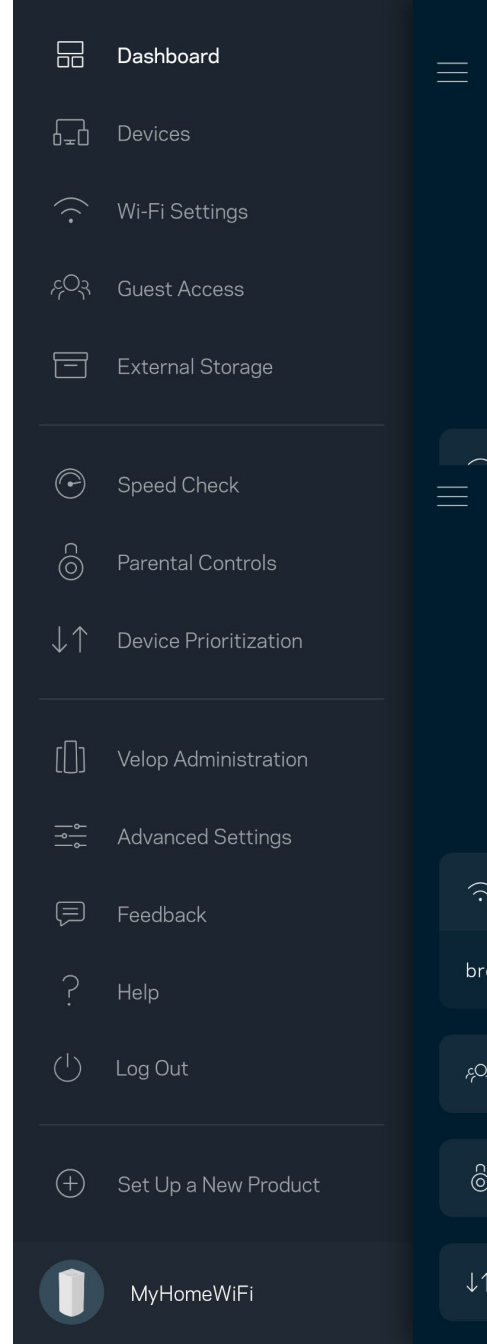 Dashboard
Devices
Wi-Fi Settings
Guest Access
External Storage
Speed Check
Parental Controls
Device Prioritization
Velop Administration
Advanced Settings
Feedback
Help
Log Out
Set Up a New Product
MyHomeWiFi